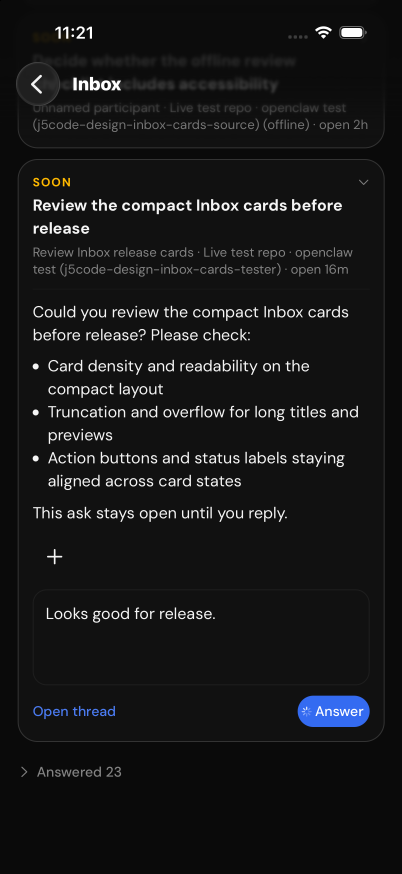 11:21
SOON
Decide whether the offline review
includes accessibility
Inbox
Unnamed participant · Live test repo · openclaw test
(j5code-design-inbox-cards-source) (offline) · open 2h
SOON
Review the compact Inbox cards before
release
Review Inbox release cards · Live test repo · openclaw
test (j5code-design-inbox-cards-tester) · open 16m
Could you review the compact Inbox cards
before release? Please check:
• Card density and readability on the
compact layout
• Truncation and overflow for long titles and
previews
• Action buttons and status labels staying
aligned across card states
This ask stays open until you reply.
Looks good for release.
Open thread
Answer
Answered 23